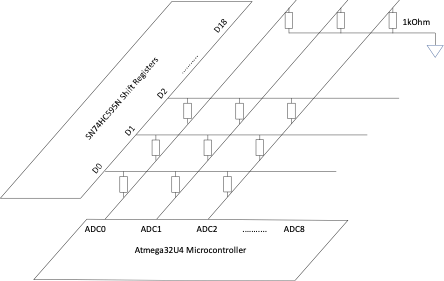 D18
1kOhm
SN74HC595N Shift Registers
..........
D2
D1
D0
ADC0 ADC1 ADC2 ........... ADC8
Atmega32U4 Microcontroller